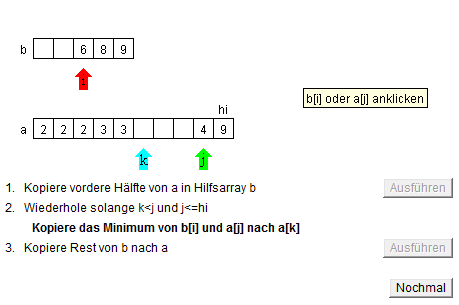 b 6 8 9
i
b[i] oder a[j] anklicken
hi
a 2 2 2 3 3 4 9
k j
1. Kopiere vordere Hälfte von a in Hilfsarray b Ausführen
2. Wiederhole solange k<j und j<=hi
Kopiere das Minimum von b[i] und a[j] nach a[k]
3. Kopiere Rest von b nach a Ausführen
Nochmal